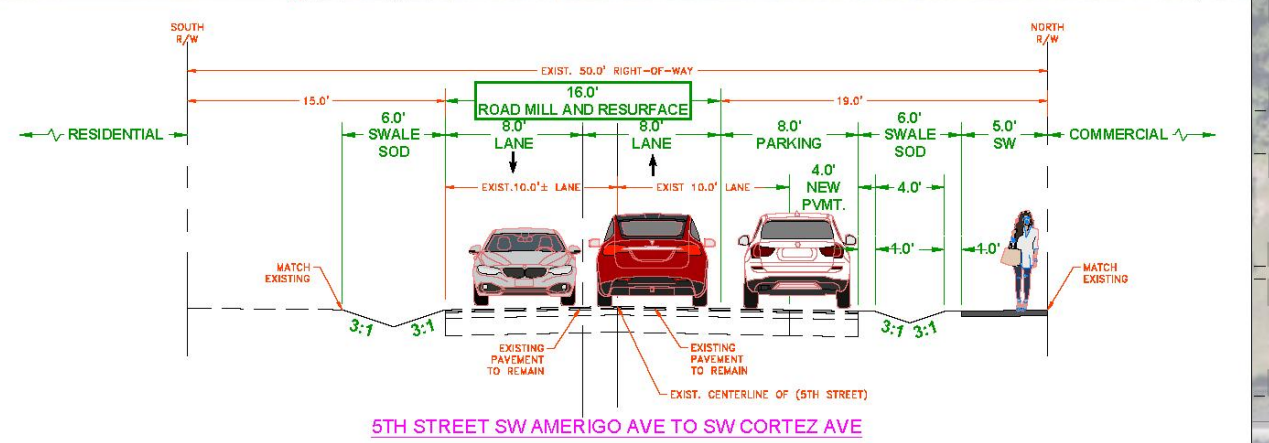 SOUTH
R/W
NORTH
R/W
EXIST. 50.0' RIGHT-OF-WAY
15.0'
16.0'
ROAD MILL AND RESURFACE
19.0'
RESIDENTIAL
6.0'
SWALE
SOD
8.0'
LANE
8.0'
LANE
8.0'
PARKING
6.0'
SWALE
SOD
5.0'
SW
COMMERCIAL
EXIST.10.0'± LANE
EXIST 10.0' LANE
4.0'
NEW
PVMT.
4.0'
1.0'
1.0'
MATCH
EXISTING
MATCH
EXISTING
3:1
3:1
3:1
3:1
EXISTING
PAVEMENT
TO REMAIN
EXISTING
PAVEMENT
TO REMAIN
EXIST. CENTERLINE OF (5TH STREET)
5TH STREET SW AMERIGO AVE TO SW CORTEZ AVE